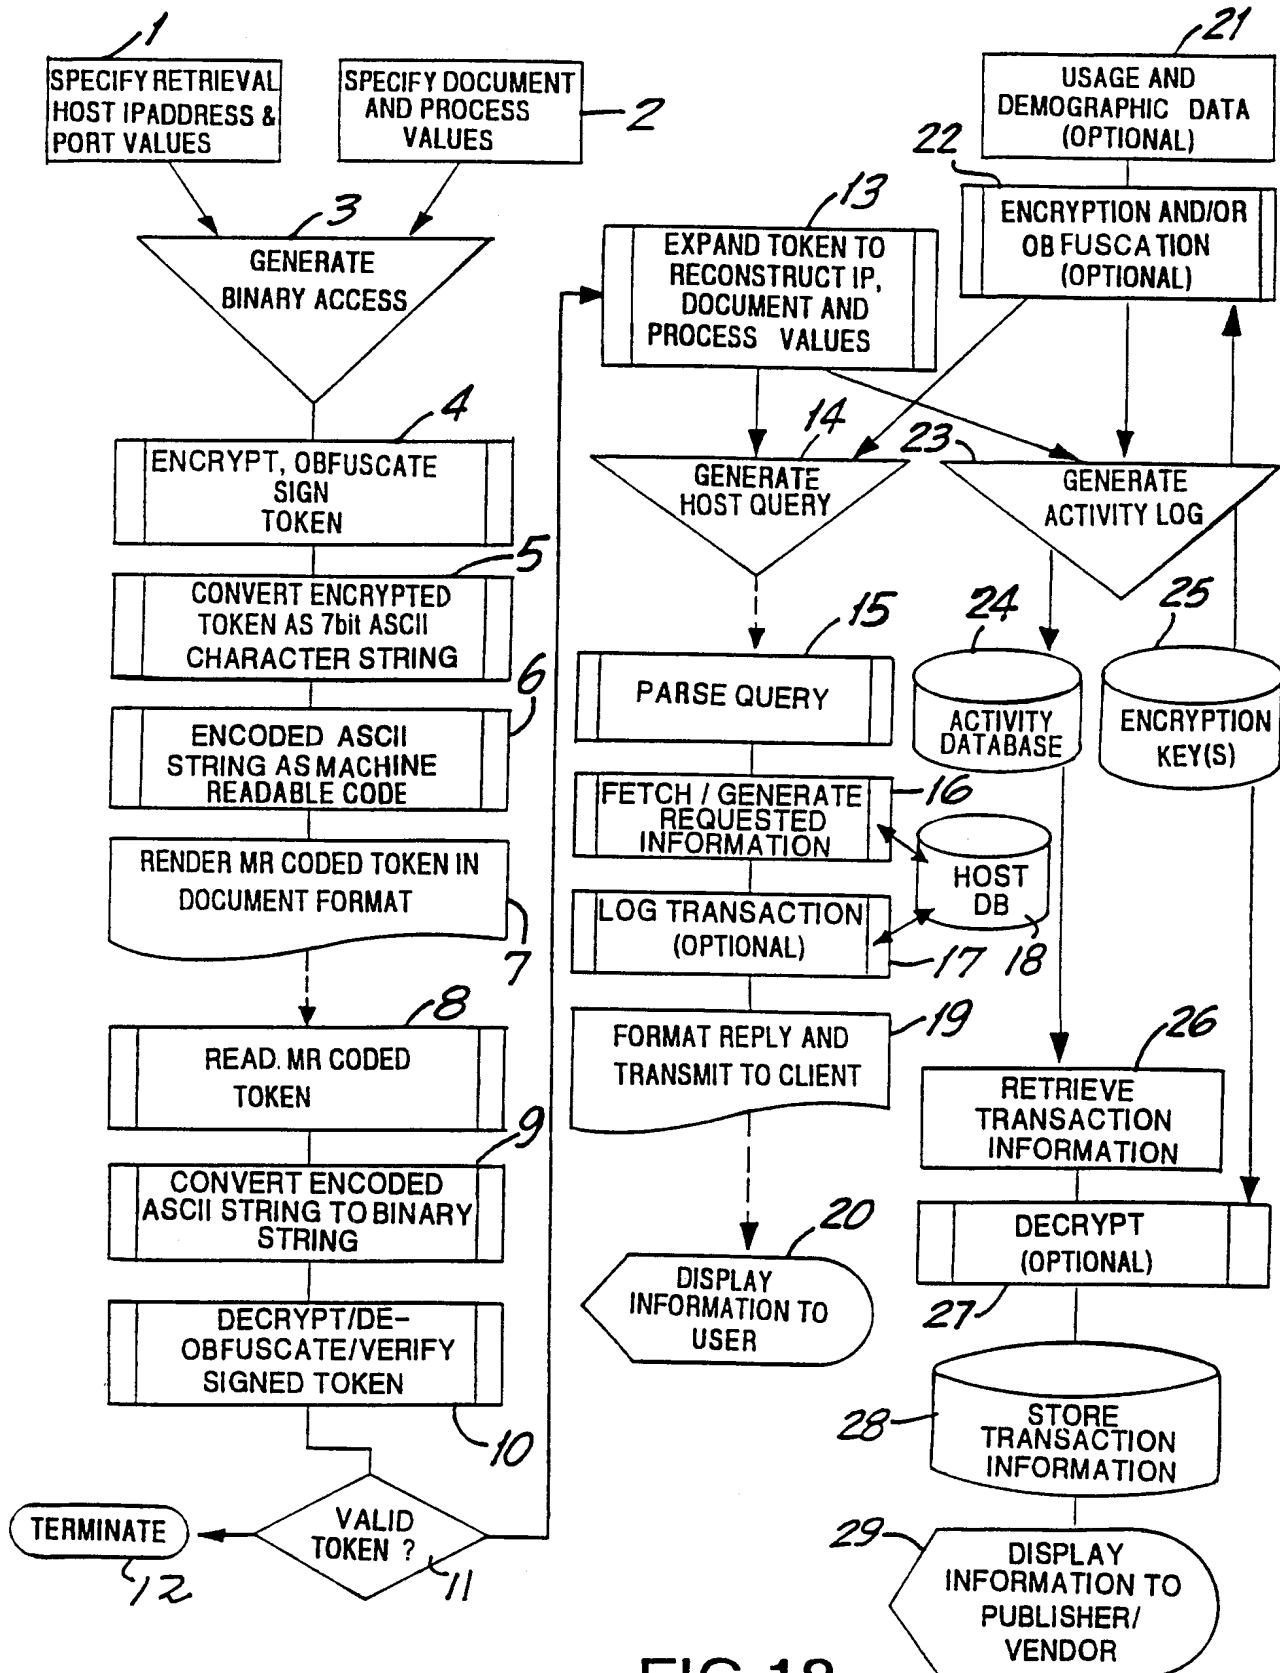 1
SPECIFY RETRIEVAL
HOST IPADDRESS &
PORT VALUES
SPECIFY DOCUMENT
AND PROCESS
VALUES
2
3
GENERATE
BINARY ACCESS
4
ENCRYPT, OBFUSCATE
SIGN
TOKEN
5
CONVERT ENCRYPTED
TOKEN AS 7bit ASCII
CHARACTER STRING
6
ENCODED ASCII
STRING AS MACHINE
READABLE CODE
RENDER MR CODED TOKEN IN
DOCUMENT FORMAT
7
8
READ. MR CODED
TOKEN
9
CONVERT ENCODED
ASCII STRING TO BINARY
STRING
DECRYPT/DE-
OBFUSCATE/VERIFY
SIGNED TOKEN
10
VALID
TOKEN ?
11
TERMINATE
12
13
EXPAND TOKEN TO
RECONSTRUCT IP,
DOCUMENT AND
PROCESS VALUES
14
GENERATE
HOST QUERY
15
PARSE QUERY
FETCH / GENERATE
REQUESTED
INFORMATION
16
LOG TRANSACTION
(OPTIONAL)
17
HOST
DB
18
19
FORMAT REPLY AND
TRANSMIT TO CLIENT
20
DISPLAY
INFORMATION TO
USER
21
USAGE AND
DEMOGRAPHIC DATA
(OPTIONAL)
22
ENCRYPTION AND/OR
OBFUSCATION
(OPTIONAL)
23
GENERATE
ACTIVITY LOG
24
ACTIVITY
DATABASE
25
ENCRYPTION
KEY(S)
26
RETRIEVE
TRANSACTION
INFORMATION
DECRYPT
(OPTIONAL)
27
28
STORE
TRANSACTION
INFORMATION
29
DISPLAY
INFORMATION TO
PUBLISHER/
VENDOR
FIG.18